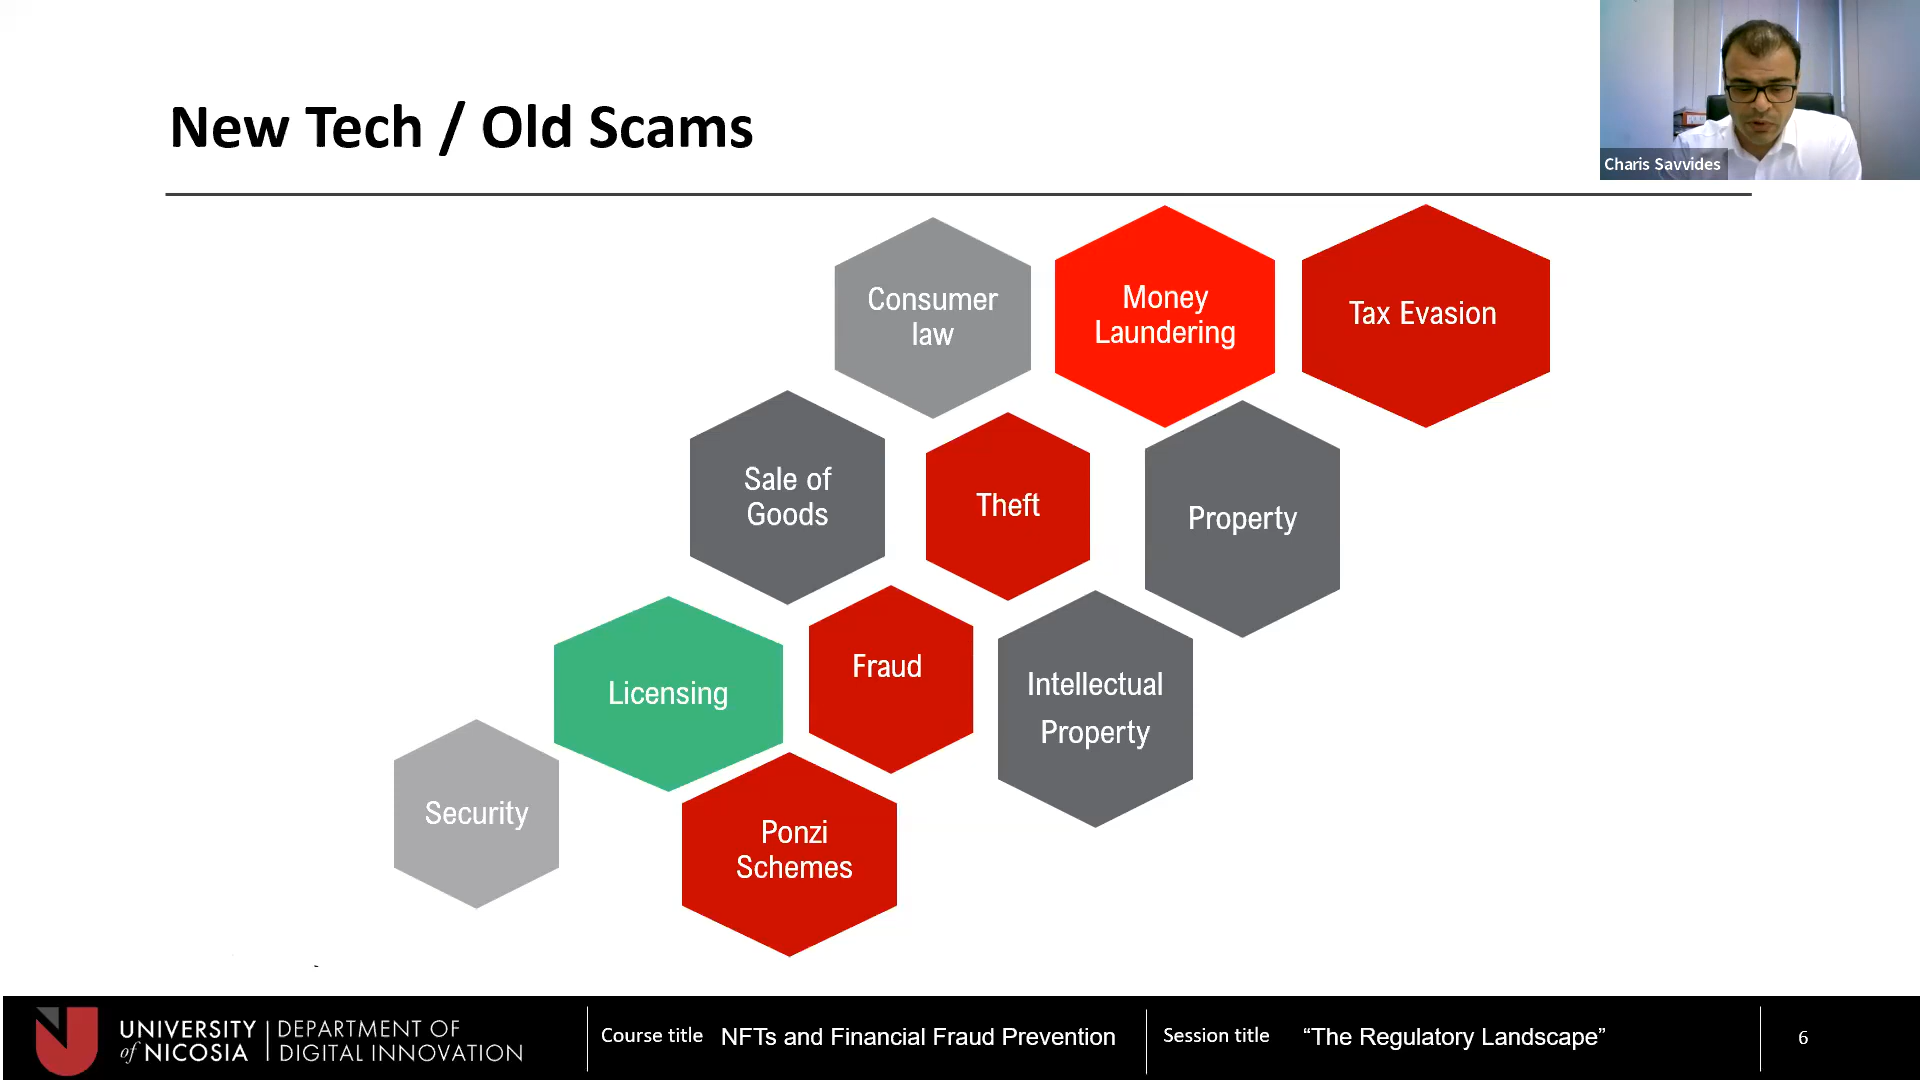 New Tech / Old Scams
Charis Savvides
Consumer
law
Money
Laundering
Tax Evasion
Sale of
Goods
Theft
Property
Licensing
Fraud
Intellectual
Property
Security
Ponzi
Schemes
UNIVERSITY
of NICOSIA
DEPARTMENT OF
DIGITAL INNOVATION
Course title NFTs and Financial Fraud Prevention
Session title “The Regulatory Landscape”
6